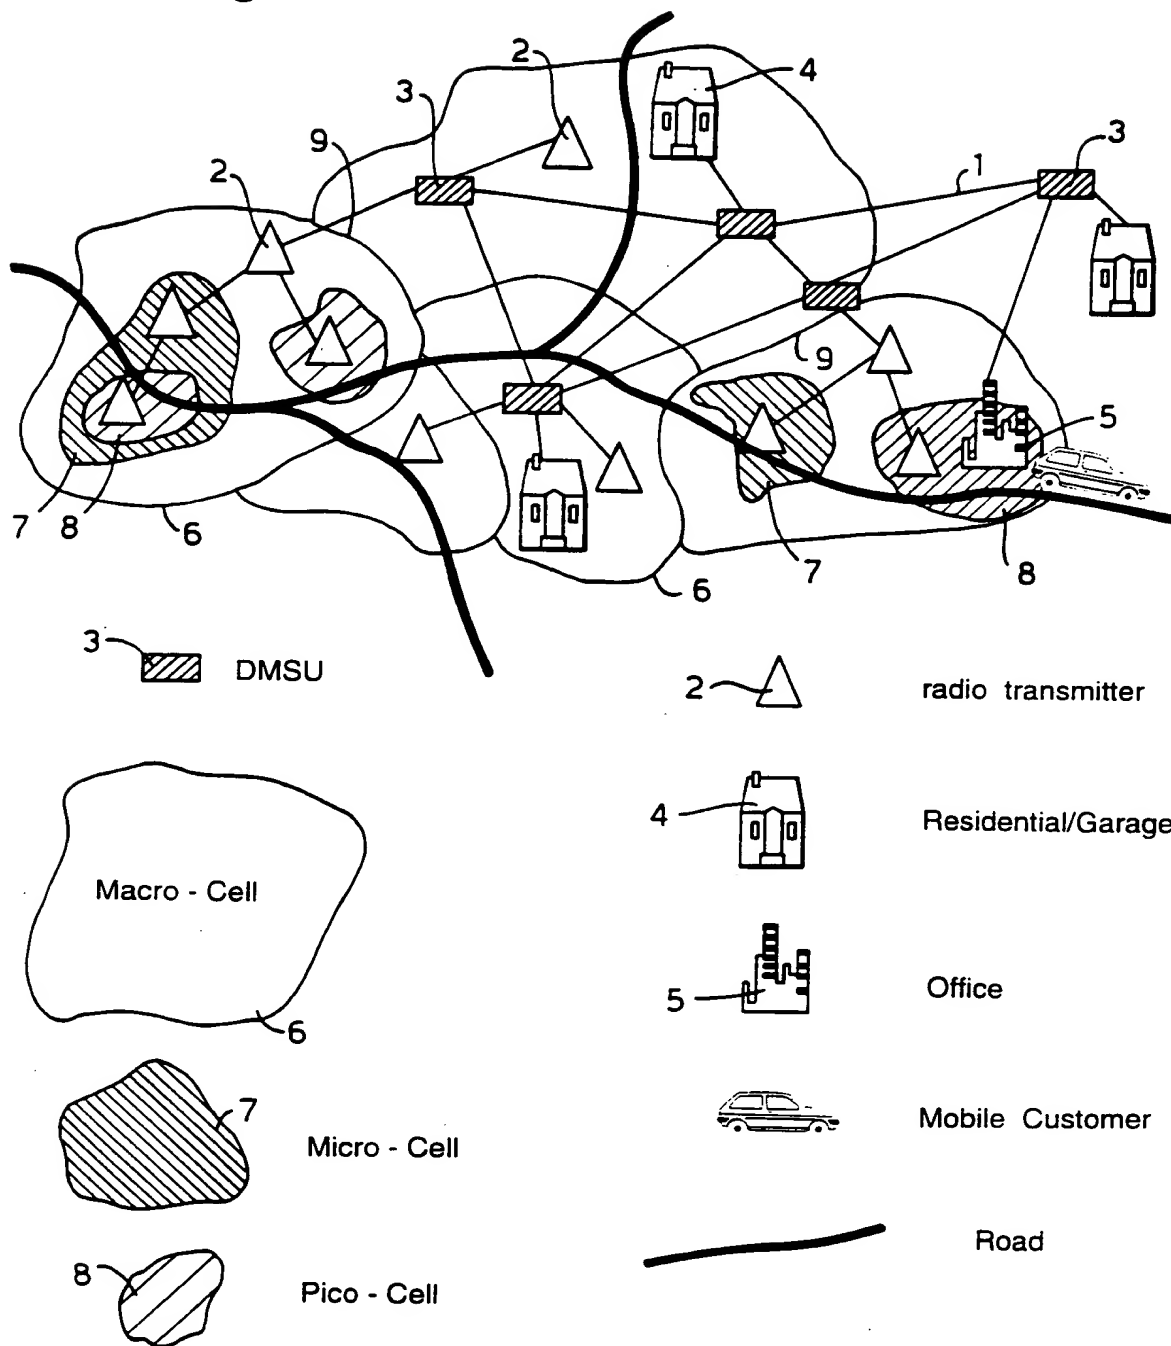 2
4
3
3
9
1
2
9
5
7
8
6
7
8
6
3
DMSU
2
radio transmitter
4
Residential/Garage
Macro - Cell
6
5
Office
7
Micro - Cell
Mobile Customer
8
Pico - Cell
Road